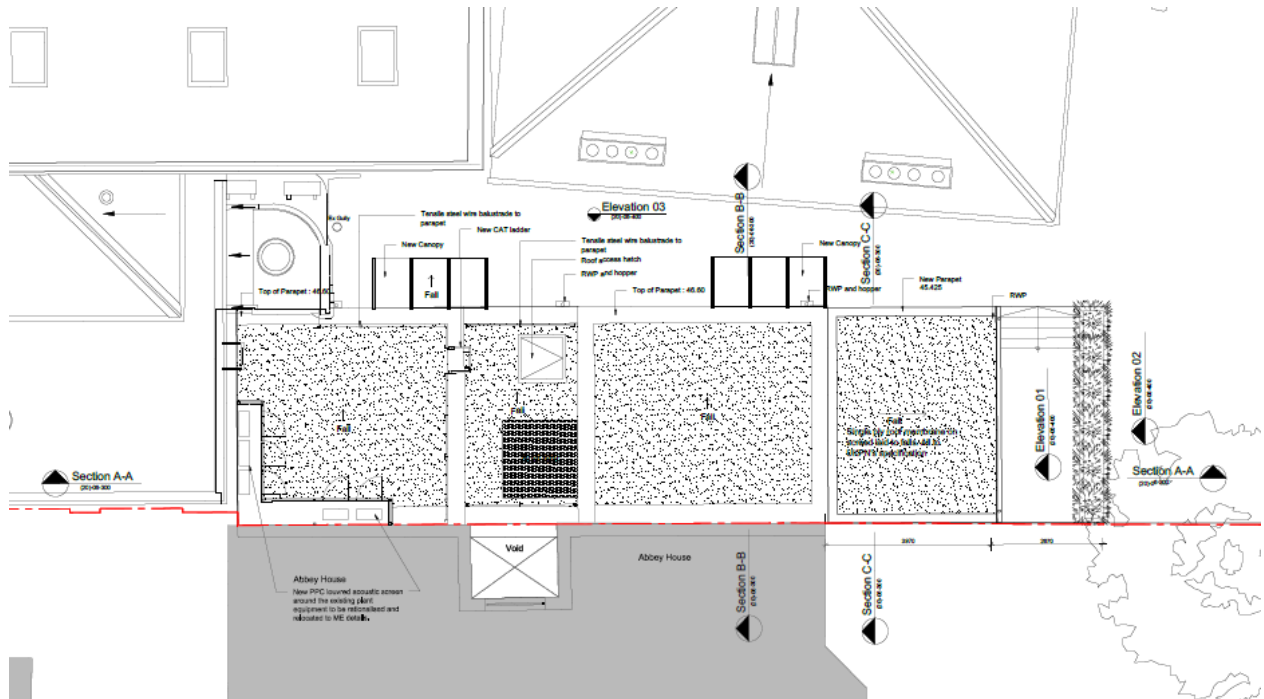 Elevation 03
Ex Gully
Tensile steel wire balustrade to
parapet
New CAT ladder
New Canopy
Fall
Tensile steel wire balustrade to
parapet
Roof access hatch
RWP and hopper
Section B-B
Section C-C
New Canopy
RWP and hopper
New Parapet
45.425
RWP
Top of Parapet : 46.60
Top of Parapet : 46.60
Fall
Fall
Fall
Fall
Elevation 01
Elevation 02
Section A-A
Section A-A
Void
Abbey House
Section B-B
Section C-C
2870
Abbey House
New PPC louvred acoustic screen
around the existing plant
equipment to be rationalised and
relocated to ME details.